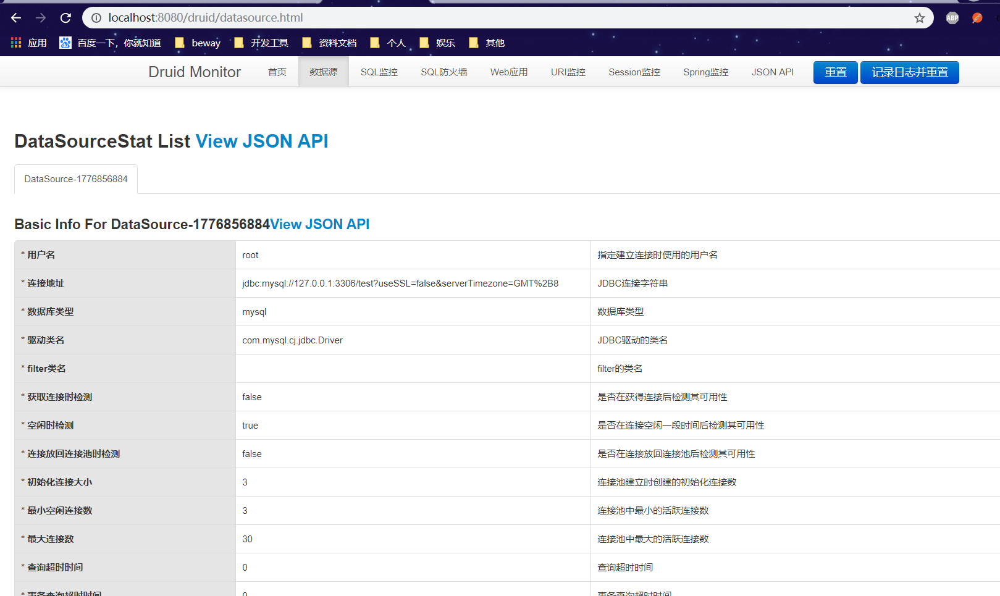 localhost:8080/druid/datasource.html
ABP
应用 百度一下，你就知道 beway 开发工具 资料文档 个人 娱乐 其他
Druid Monitor 首页 数据源 SQL监控 SQL防火墙 Web应用 URI监控 Session监控 Spring监控 JSON API 重置 记录日志并重置
DataSourceStat List View JSON API
DataSource-1776856884
Basic Info For DataSource-1776856884View JSON API
* 用户名 root 指定建立连接时使用的用户名
* 连接地址 jdbc:mysql://127.0.0.1:3306/test?useSSL=false&serverTimezone=GMT%2B8 JDBC连接字符串
* 数据库类型 mysql 数据库类型
* 驱动类名 com.mysql.cj.jdbc.Driver JDBC驱动的类名
* filter类名 filter的类名
* 获取连接时检测 false 是否在获得连接后检测其可用性
* 空闲时检测 true 是否在连接空闲一段时间后检测其可用性
* 连接放回连接池时检测 false 是否在连接放回连接池后检测其可用性
* 初始化连接大小 3 连接池建立时创建的初始化连接数
* 最小空闲连接数 3 连接池中最小的活跃连接数
* 最大连接数 30 连接池中最大的活跃连接数
* 查询超时时间 0 查询超时时间
* 事务查询超时时间 0 事务查询超时时间